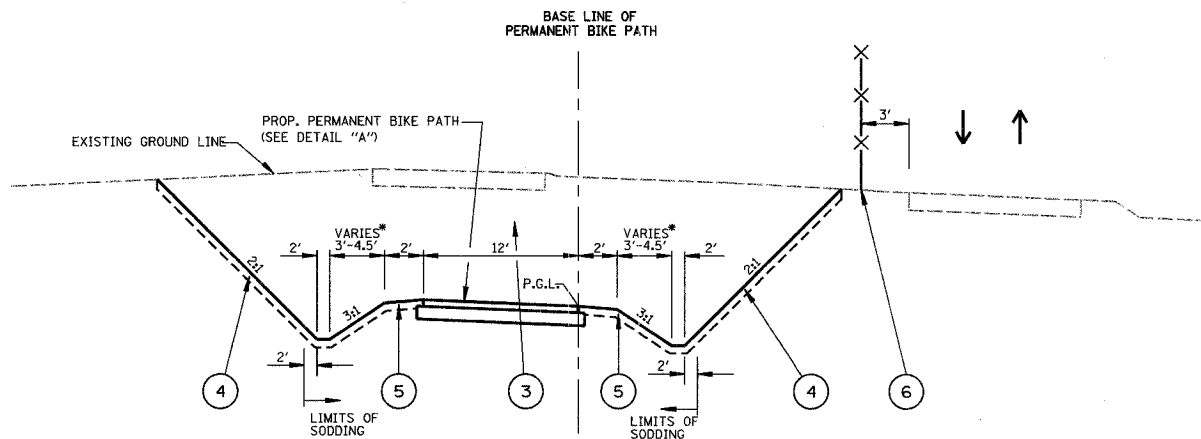 BASE LINE OF
PERMANENT BIKE PATH
PROP. PERMANENT BIKE PATH
(SEE DETAIL "A")
EXISTING GROUND LINE
3'
2'
VARIES*
3'-4.5'
2'
12'
2'
VARIES*
3'-4.5'
2'
P.G.L.
2:1
3:1
3:1
2:1
2'
2'
4
5
3
5
4
6
LIMITS OF
SODDING
LIMITS OF
SODDING